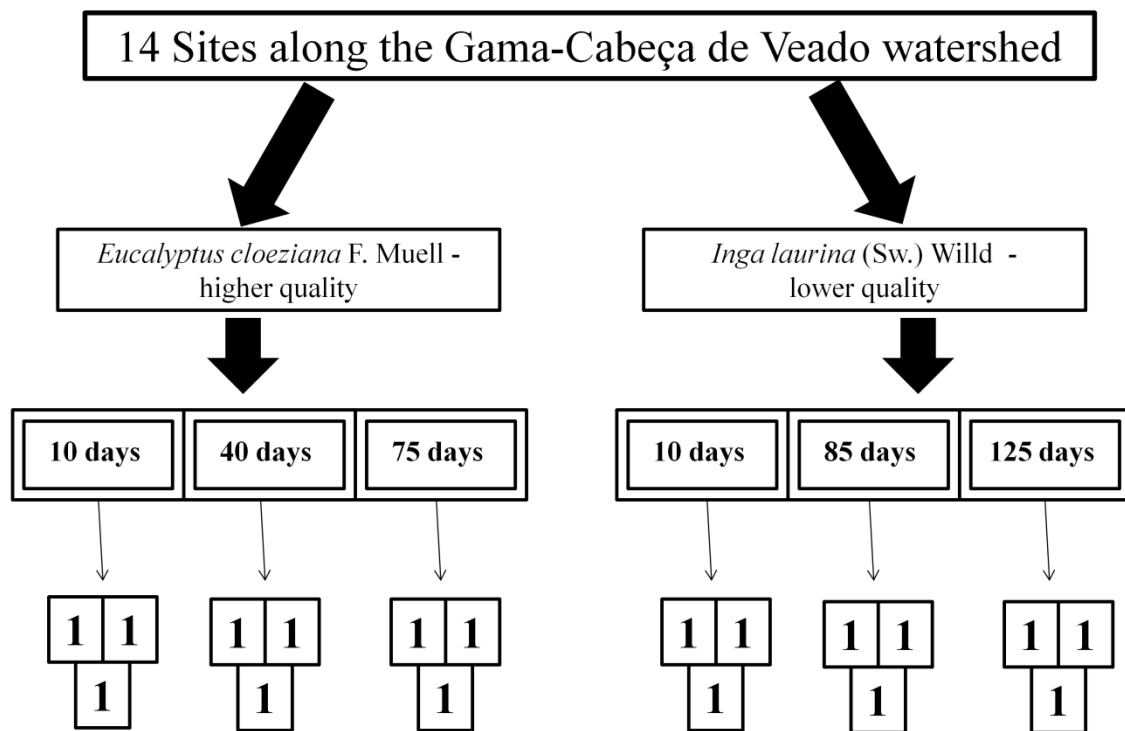 14 Sites along the Gama-Cabeça de Veado watershed
Eucalyptus cloeziana F. Muell -
higher quality
Inga laurina (Sw.) Willd -
lower quality
10 days
40 days
75 days
10 days
85 days
125 days
1 1
1
1 1
1
1 1
1
1 1
1
1 1
1
1 1
1